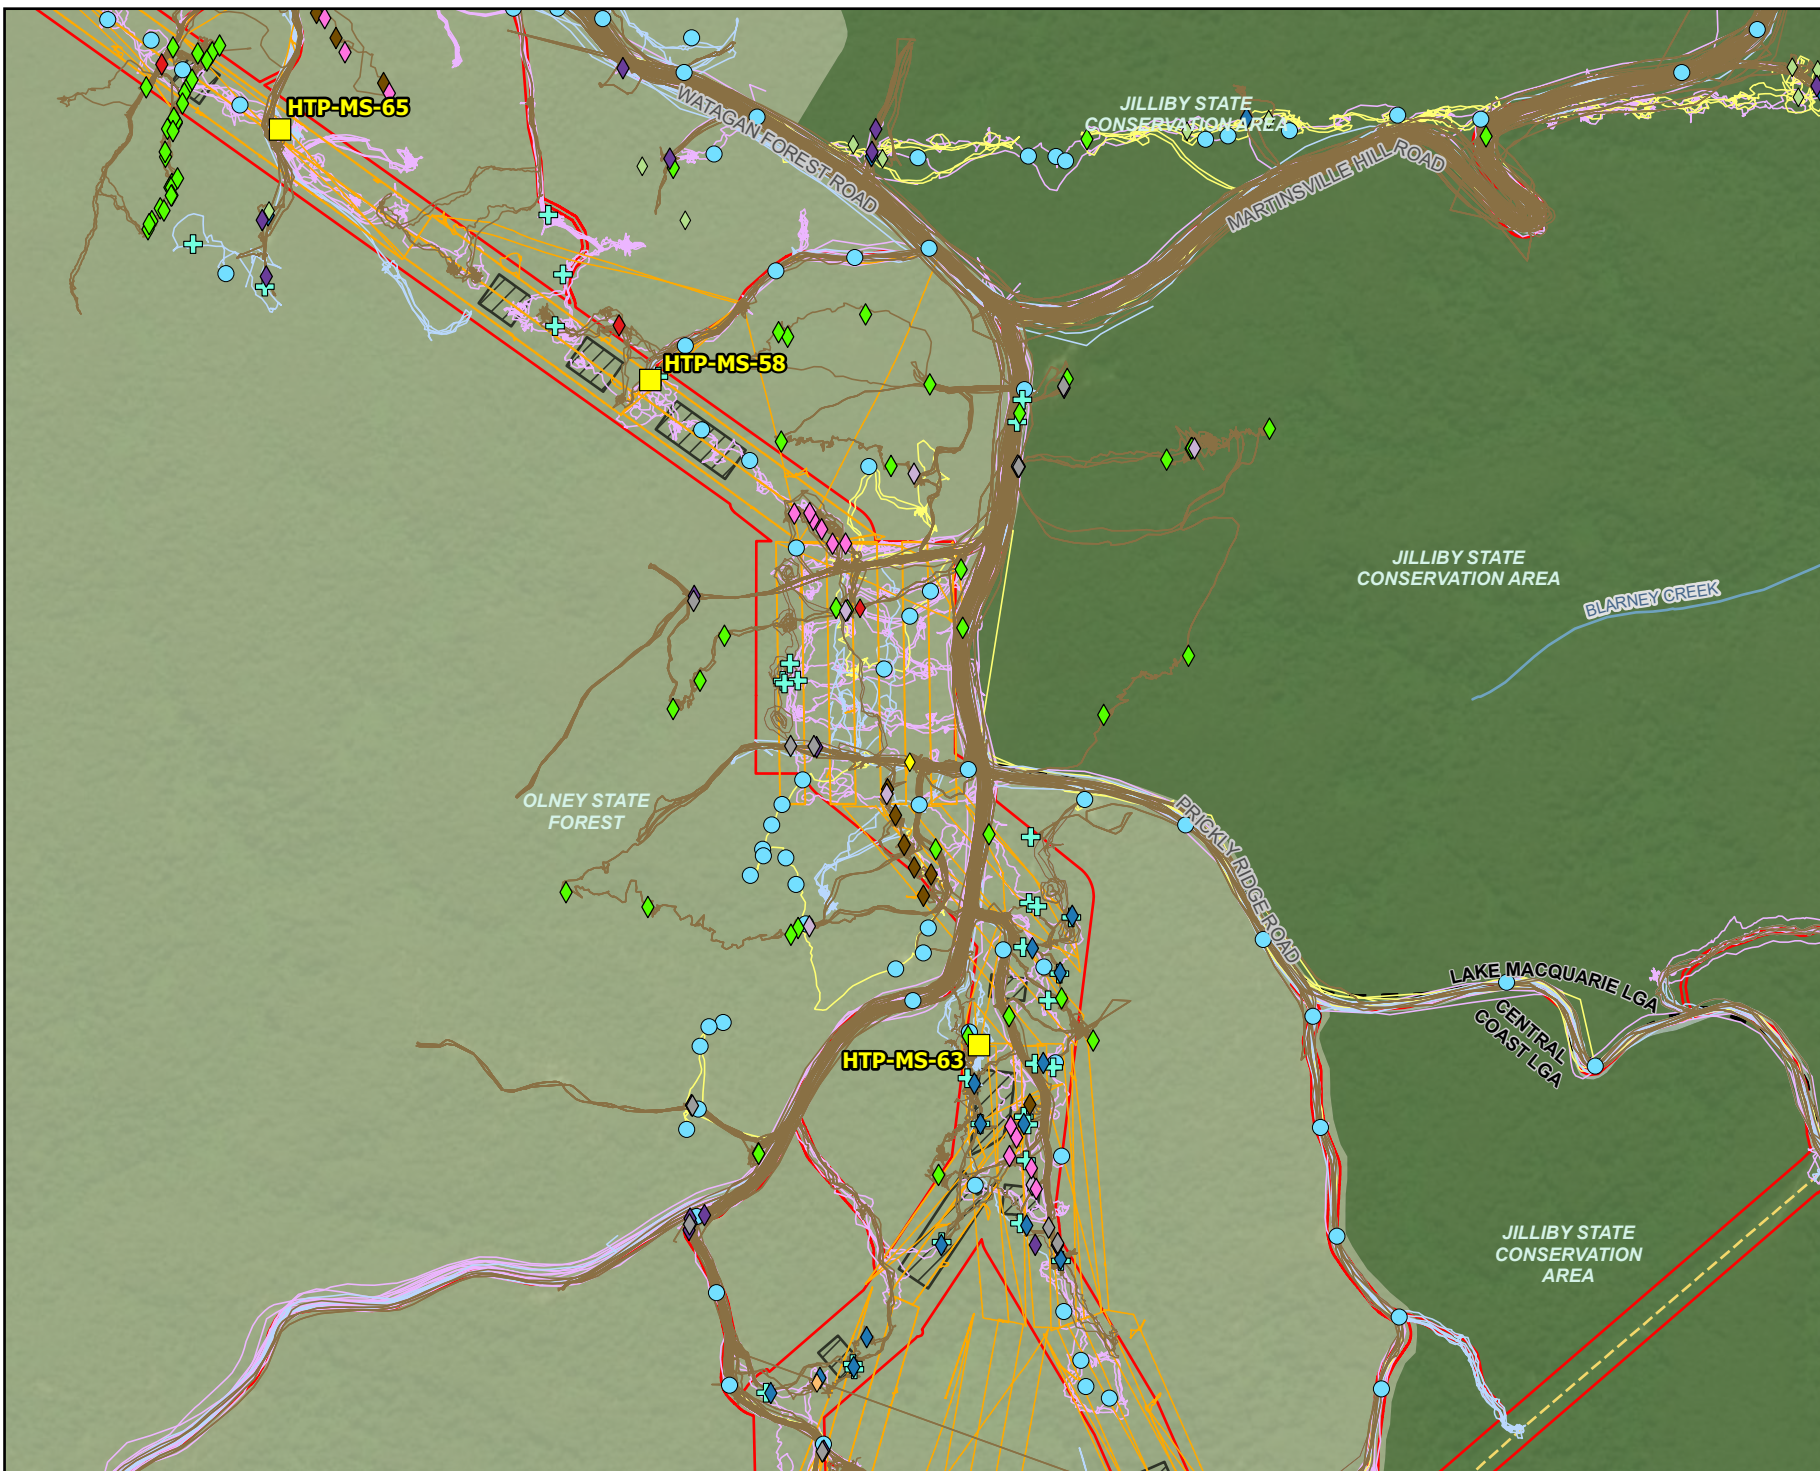 HTP-MS-65
WATAGAN FOREST ROAD
JILLIBY STATE
CONSERVATION AREA
MARTINSVILLE HILL ROAD
HTP-MS-58
JILLIBY STATE
CONSERVATION AREA
BLARNEY CREEK
OLNEY STATE
FOREST
PRICKLY RIDGE ROAD
LAKE MACQUARIE LGA
CENTRAL
COAST LGA
HTP-MS-63
JILLIBY STATE
CONSERVATION
AREA